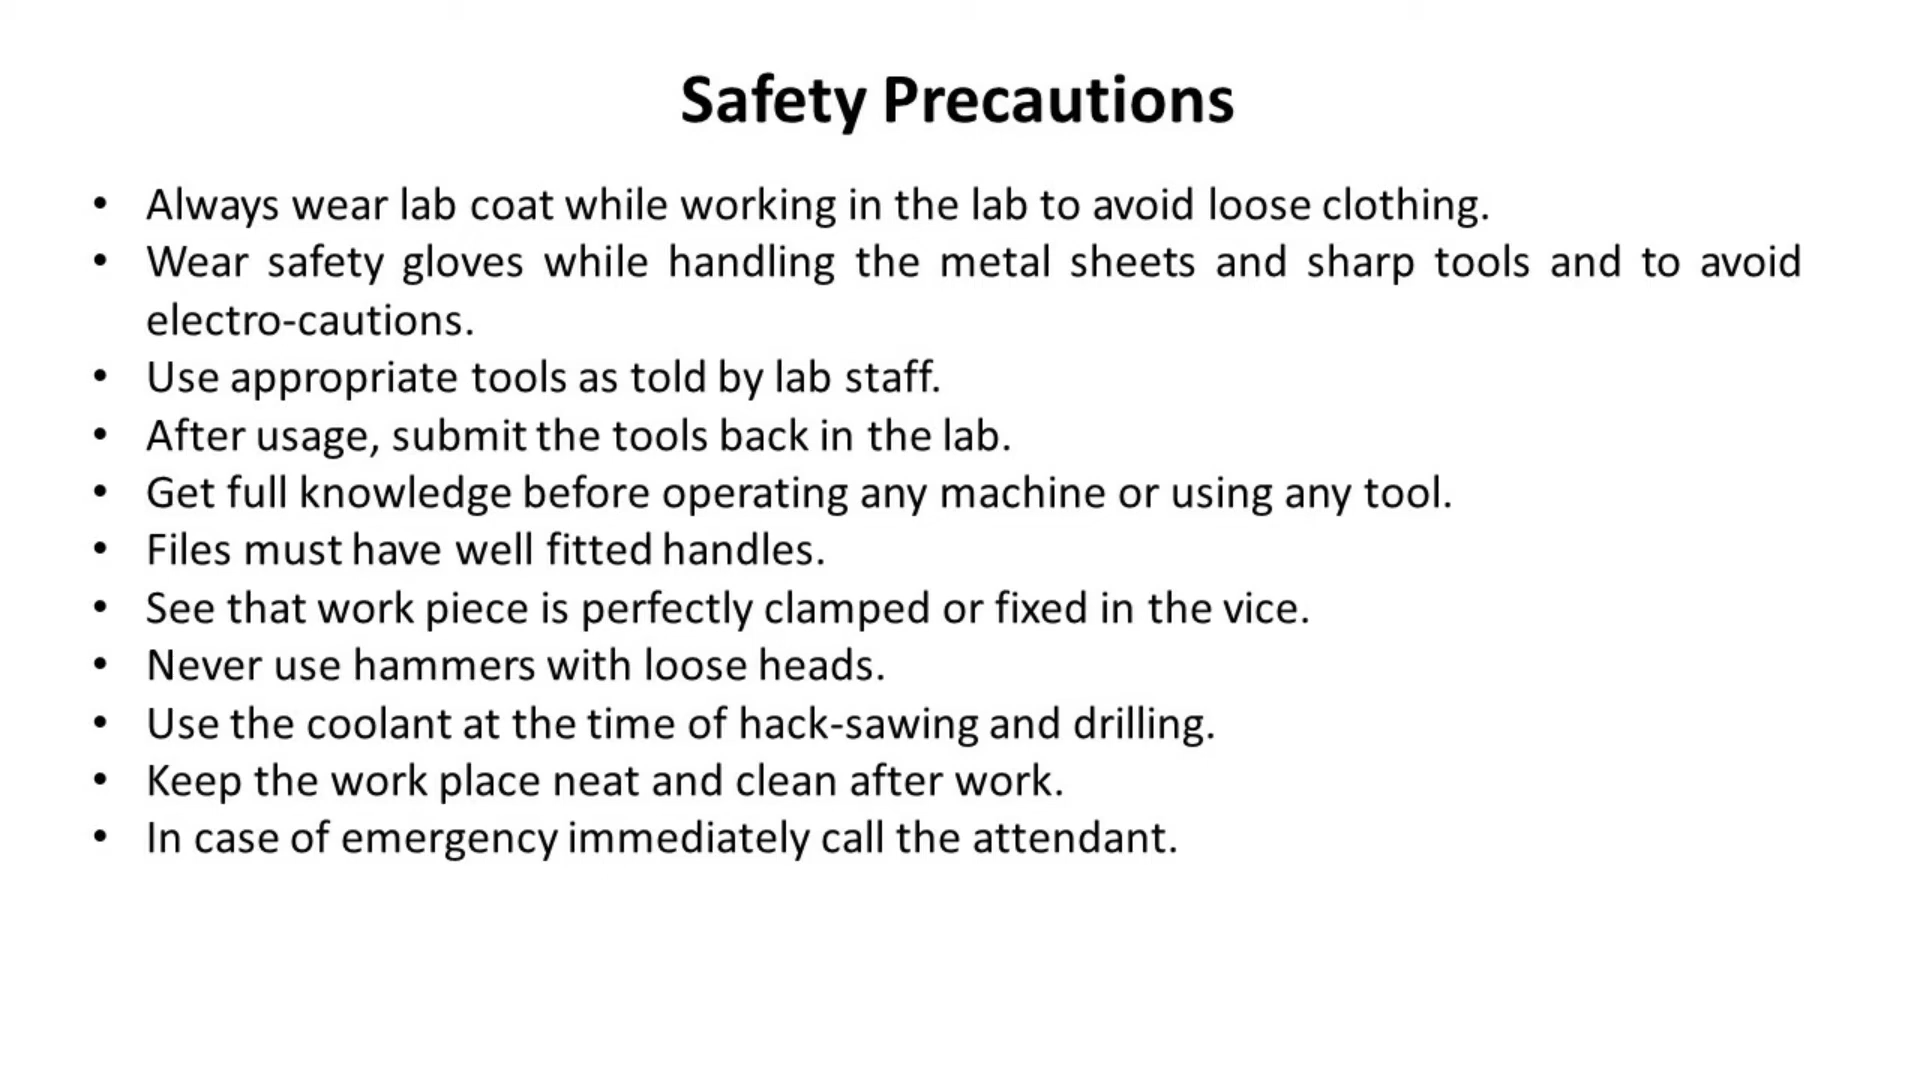 Safety Precautions
• Always wear lab coat while working in the lab to avoid loose clothing.
• Wear safety gloves while handling the metal sheets and sharp tools and to avoid
electro-cautions.
• Use appropriate tools as told by lab staff.
• After usage, submit the tools back in the lab.
• Get full knowledge before operating any machine or using any tool.
• Files must have well fitted handles.
• See that work piece is perfectly clamped or fixed in the vice.
• Never use hammers with loose heads.
• Use the coolant at the time of hack-sawing and drilling.
• Keep the work place neat and clean after work.
• In case of emergency immediately call the attendant.